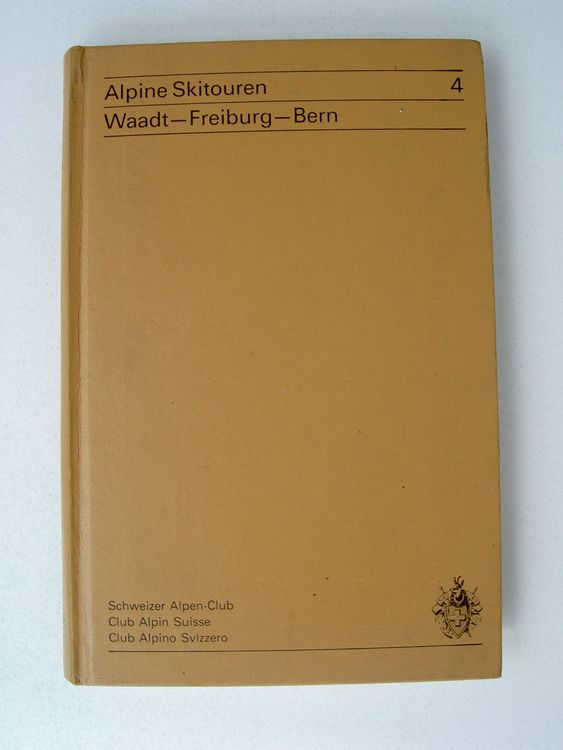 Alpine Skitouren 4
Waadt—Freiburg—Bern
Schweizer Alpen-Club
Club Alpin Suisse
Club Alpino Svizzero